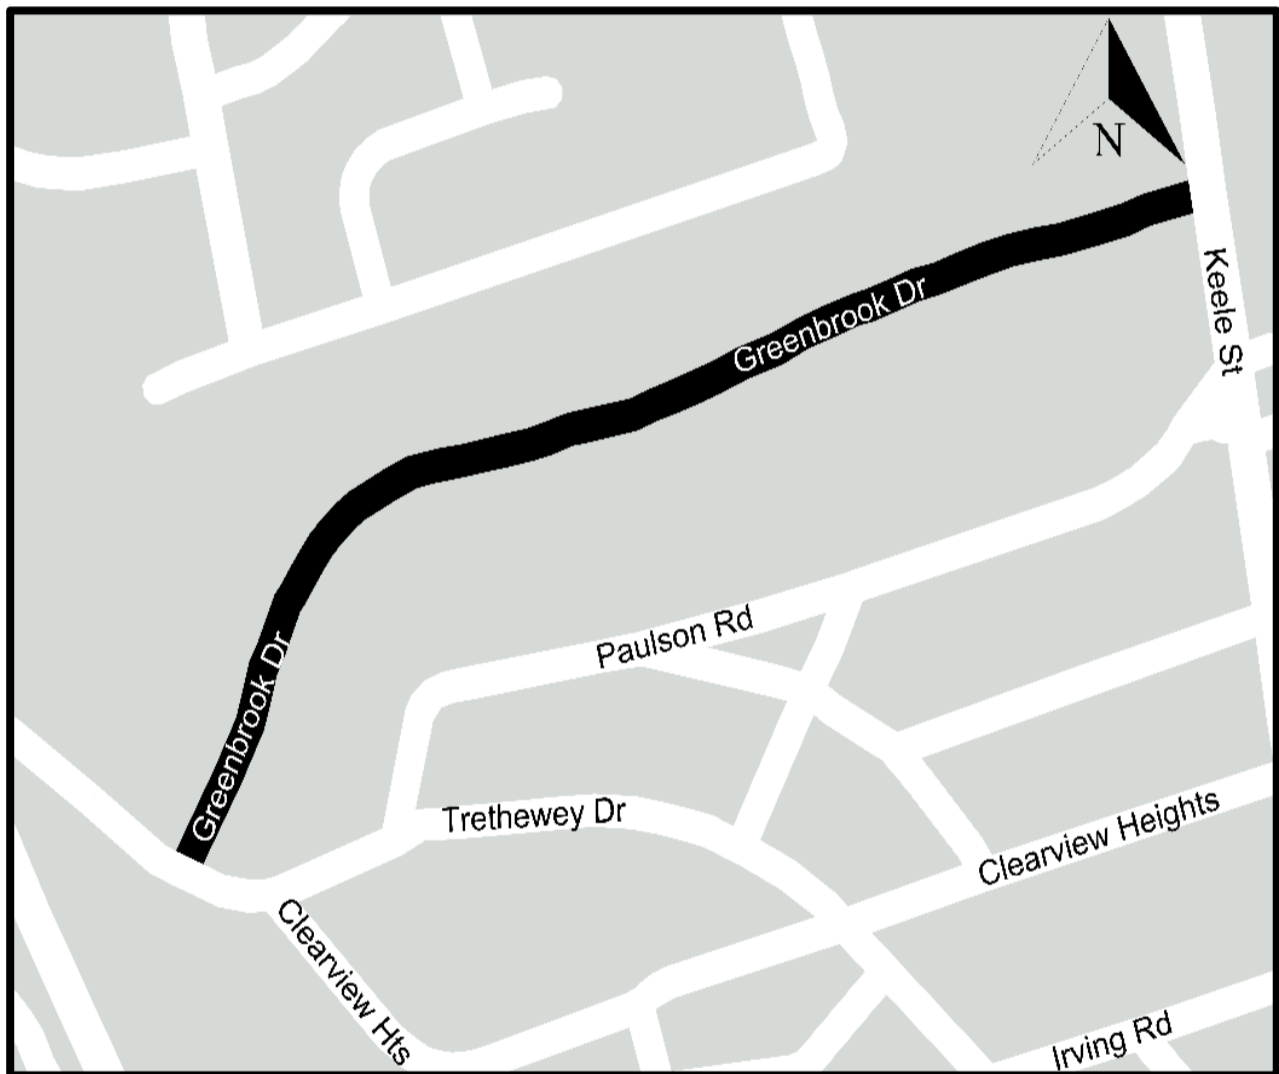 N
Keele St
Greenbrook Dr
Paulson Rd
Greenbrook Dr
Trethewey Dr
Clearview Heights
Clearview Hts
Irving Rd